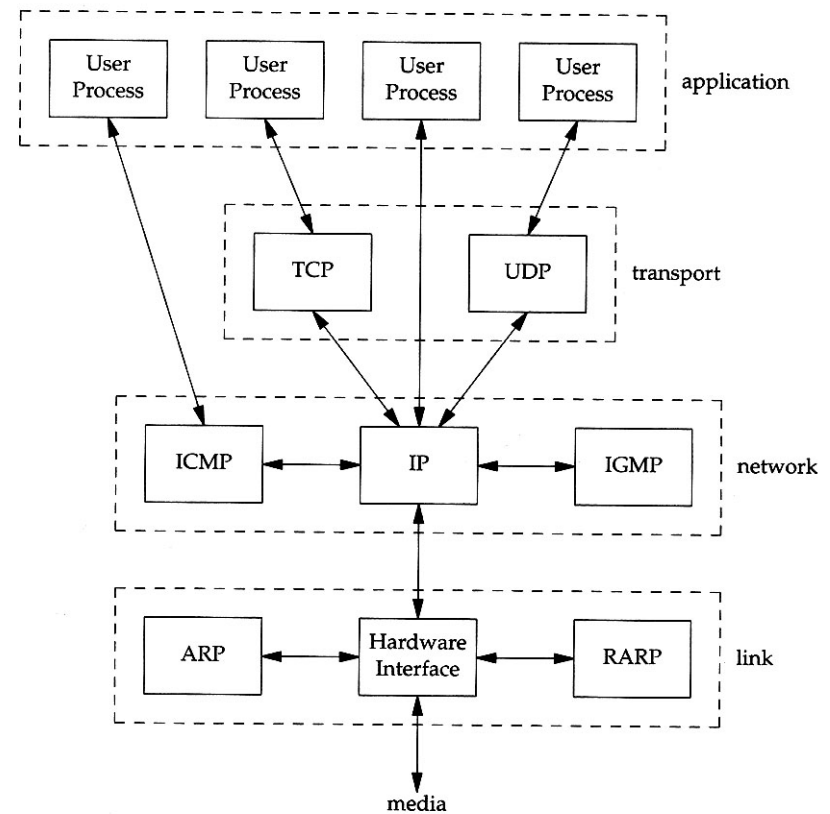 User
Process
User
Process
User
Process
User
Process
application
TCP
UDP
transport
ICMP
IP
IGMP
network
ARP
Hardware
Interface
RARP
link
media